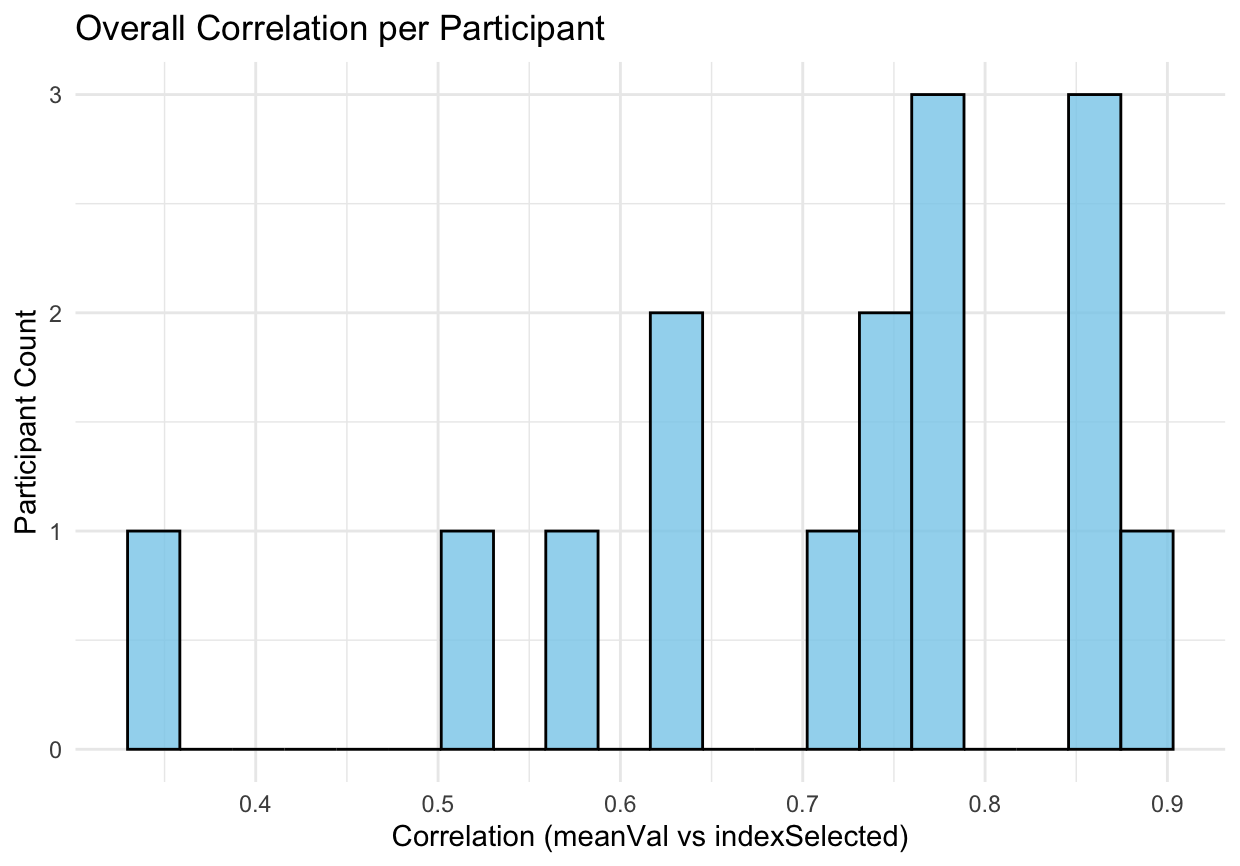 Overall Correlation per Participant
Participant Count
3
2
1
0
0.4 0.5 0.6 0.7 0.8 0.9
Correlation (meanVal vs indexSelected)